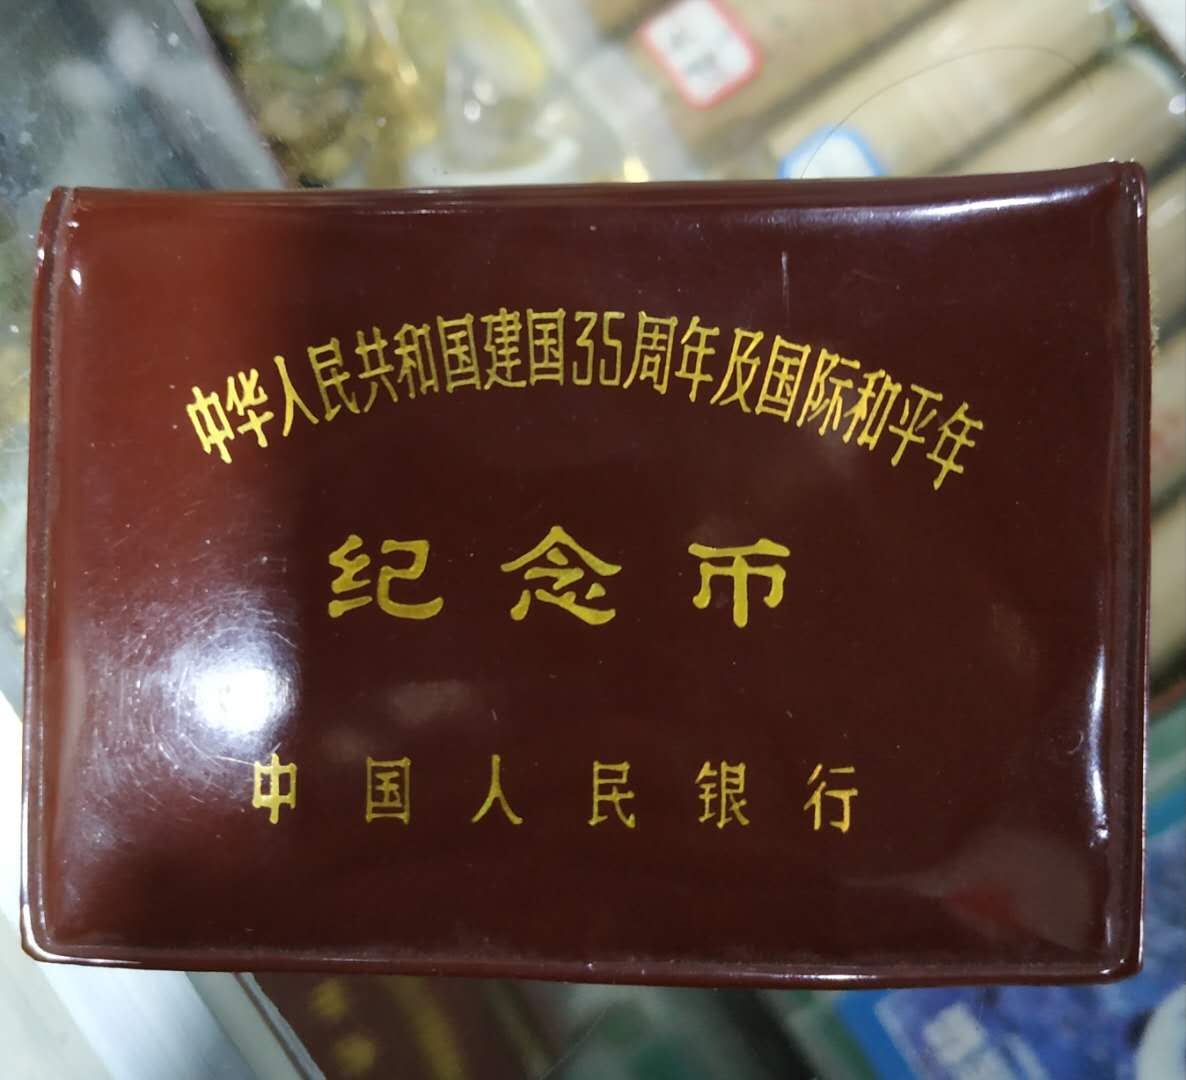 中华人民共和国建国35周年及国际和平年
纪念币
中国人民银行